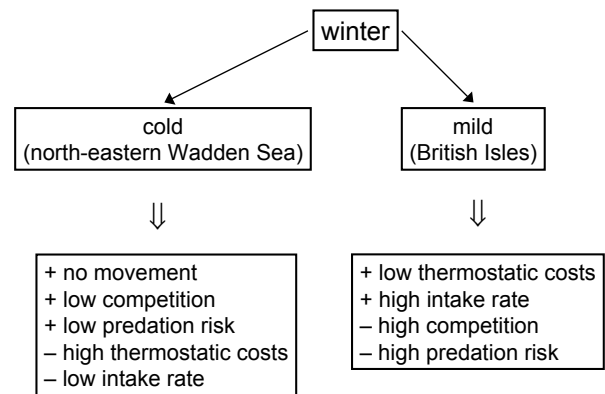 winter
cold
(north-eastern Wadden Sea)
mild
(British Isles)
+ no movement
+ low competition
+ low predation risk
– high thermostatic costs
– low intake rate
+ low thermostatic costs
+ high intake rate
– high competition
– high predation risk